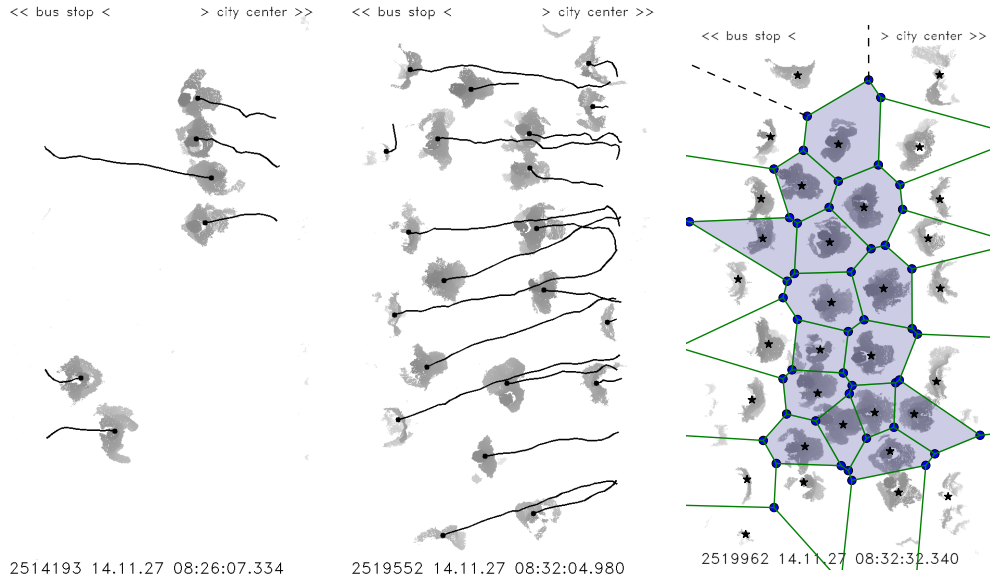 << bus stop < > city center >>
<< bus stop < > city center >>
<< bus stop < > city center >>
2514193 14.11.27 08:26:07.334
2519552 14.11.27 08:32:04.980
2519962 14.11.27 08:32:32.340